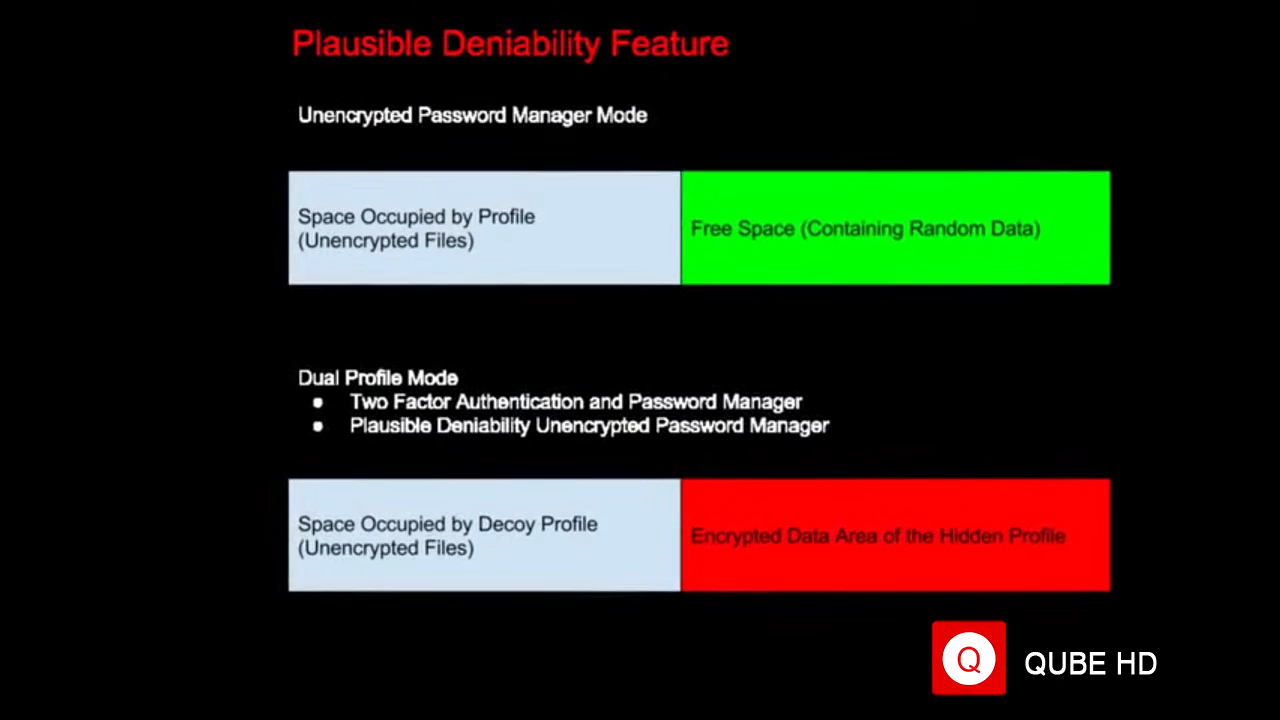 Plausible Deniability Feature
Unencrypted Password Manager Mode
Space Occupied by Profile
(Unencrypted Files)
Free Space (Containing Random Data)
Dual Profile Mode
● Two Factor Authentication and Password Manager
● Plausible Deniability Unencrypted Password Manager
Space Occupied by Decoy Profile
(Unencrypted Files)
Encrypted Data Area of the Hidden Profile
Q
QUBE HD